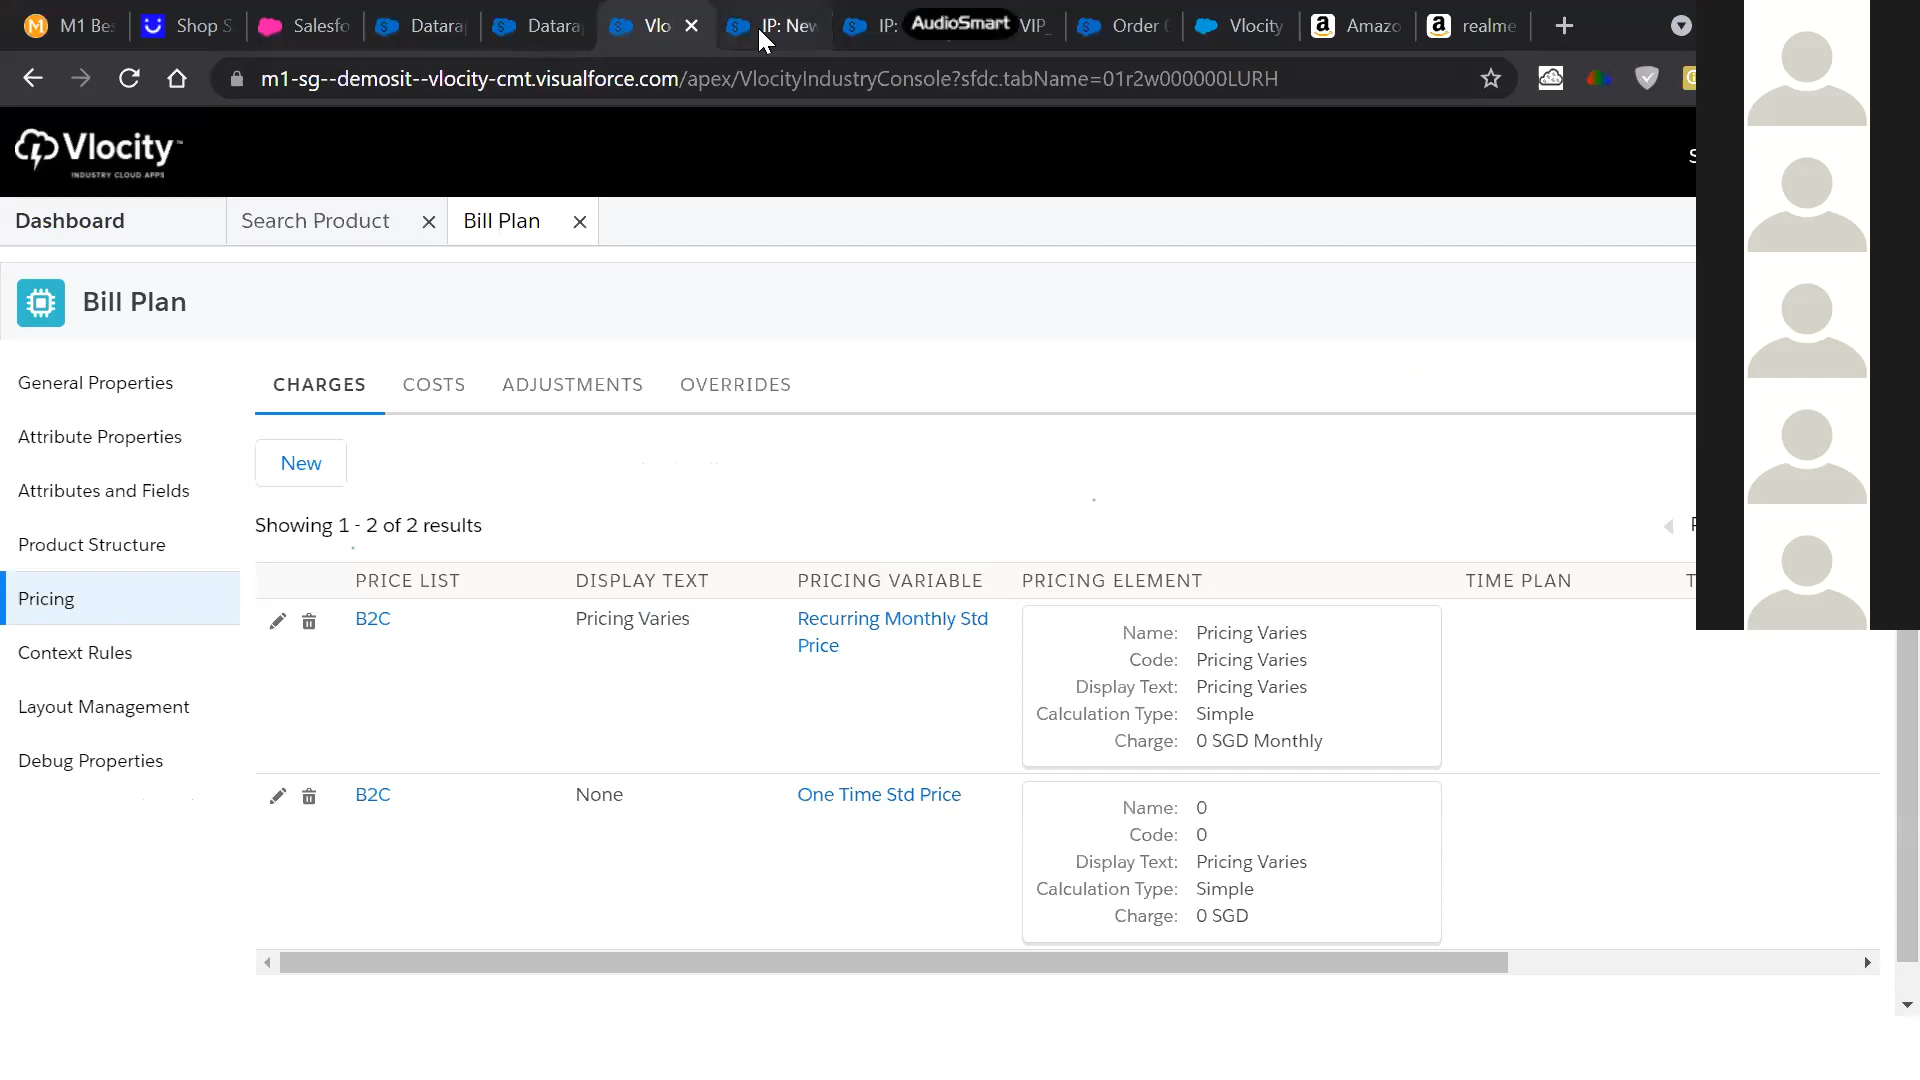 M1 Bes
Shop S
Salesfo
Datara
Datara
Vlo
IP: New
IP:
AudioSmart
VIP_
Order
Vlocity
Amazo
realme
m1-sg--demosit--vlocity-cmt.visualforce.com/apex/VlocityIndustryConsole?sfdc.tabName=01r2w000000LURH
Vlocity
INDUSTRY CLOUD APPS
Dashboard
Search Product
Bill Plan
Bill Plan
General Properties
Attribute Properties
Attributes and Fields
Product Structure
Pricing
Context Rules
Layout Management
Debug Properties
CHARGES COSTS ADJUSTMENTS OVERRIDES
New
Showing 1 - 2 of 2 results
PRICE LIST DISPLAY TEXT PRICING VARIABLE PRICING ELEMENT TIME PLAN T
B2C Pricing Varies Recurring Monthly Std Price
Name: Pricing Varies
Code: Pricing Varies
Display Text: Pricing Varies
Calculation Type: Simple
Charge: 0 SGD Monthly
B2C None One Time Std Price
Name: 0
Code: 0
Display Text: Pricing Varies
Calculation Type: Simple
Charge: 0 SGD